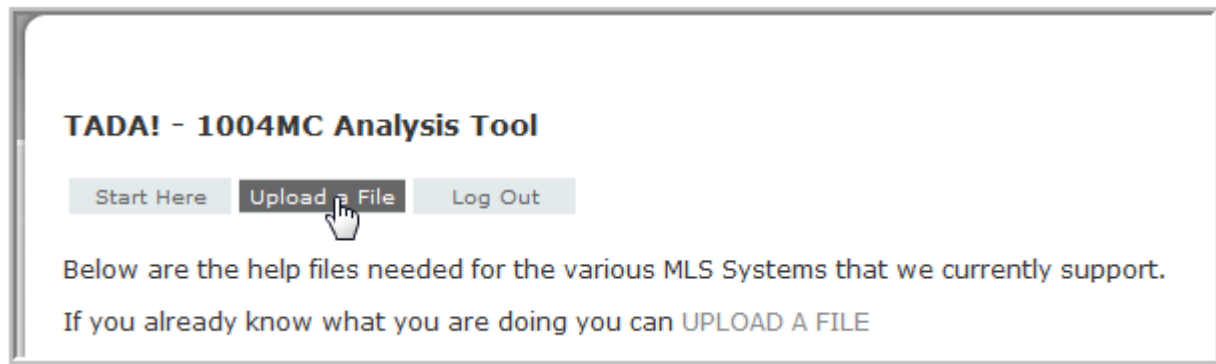 TADA! - 1004MC Analysis Tool
Start Here Upload a File Log Out
Below are the help files needed for the various MLS Systems that we currently support.
If you already know what you are doing you can UPLOAD A FILE